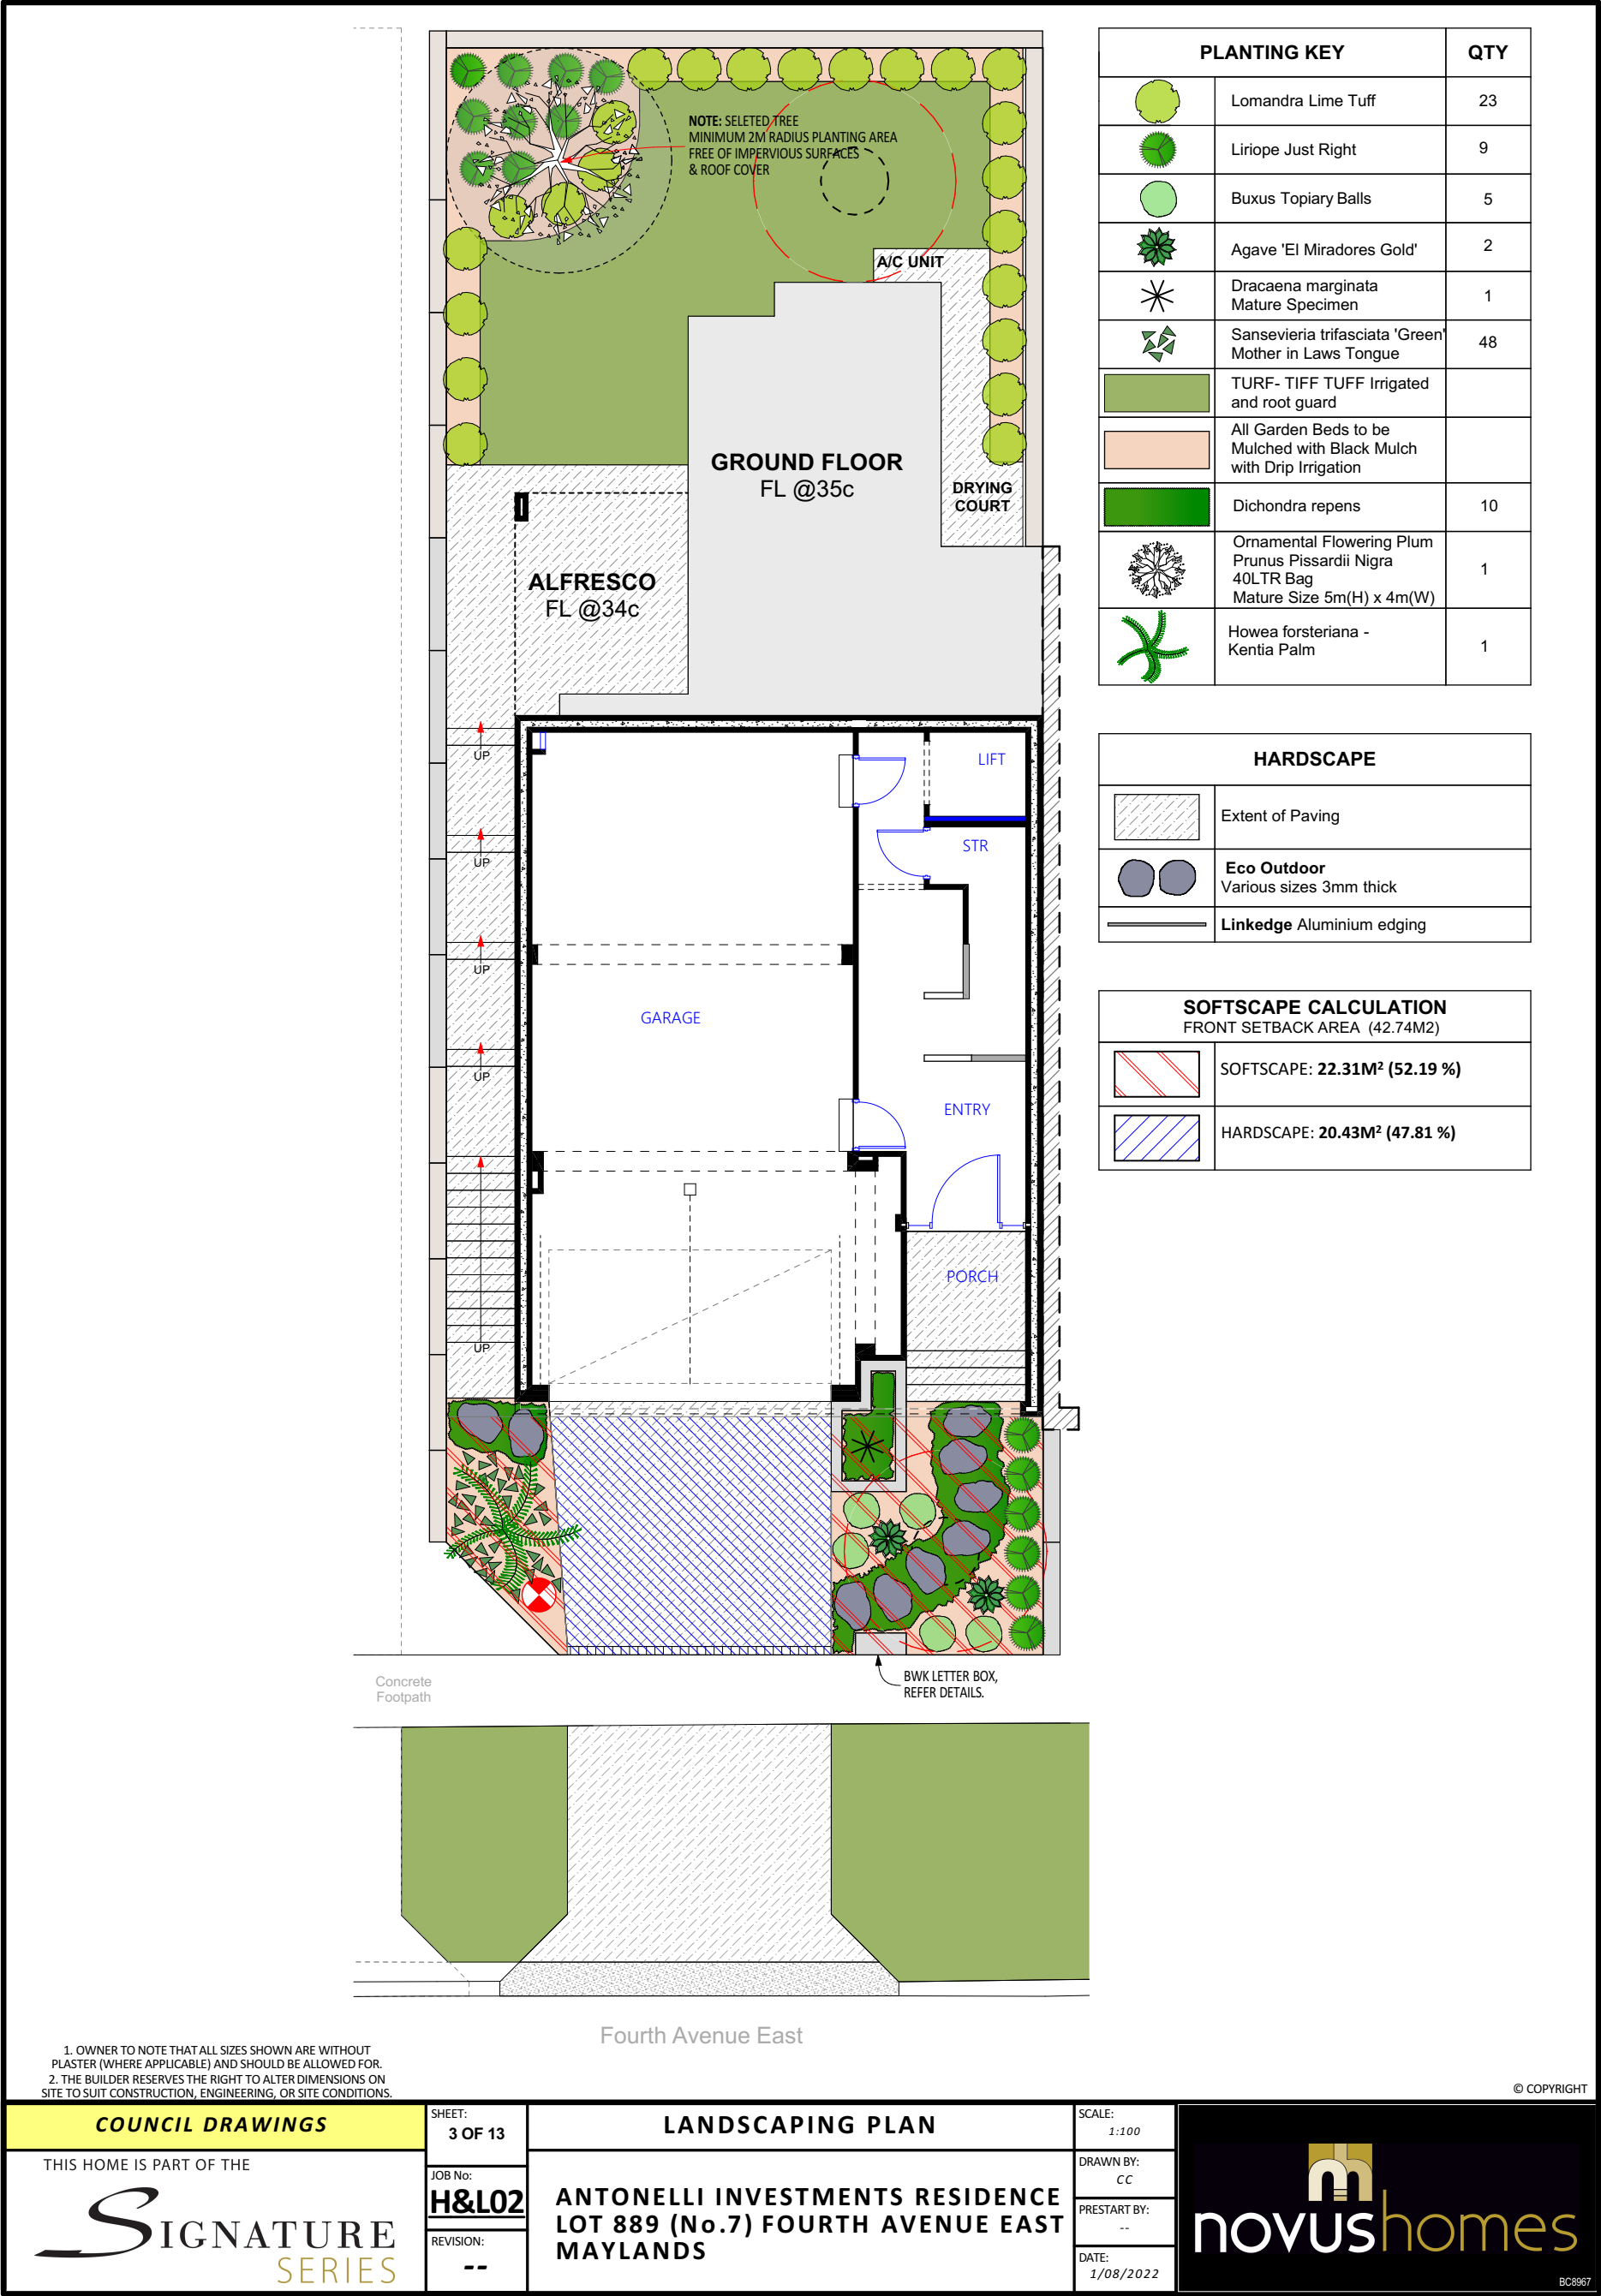 NOTE: SELETED TREE
MINIMUM 2M RADIUS PLANTING AREA
FREE OF IMPERVIOUS SURFACES
& ROOF COVER
A/C UNIT
GROUND FLOOR
FL @35c
DRYING
COURT
ALFRESCO
FL @34c
UP
LIFT
UP
STR
UP
GARAGE
UP
ENTRY
PORCH
UP
BWK LETTER BOX,
REFER DETAILS.
Concrete
Footpath
Fourth Avenue East
PLANTING KEY QTY
Lomandra Lime Tuff 23
Liriope Just Right 9
Buxus Topiary Balls 5
Agave 'El Miradores Gold' 2
Dracaena marginata
Mature Specimen 1
Sansevieria trifasciata 'Green'
Mother in Laws Tongue 48
TURF- TIFF TUFF Irrigated
and root guard
All Garden Beds to be
Mulched with Black Mulch
with Drip Irrigation
Dichondra repens 10
Ornamental Flowering Plum
Prunus Pissardii Nigra
40LTR Bag
Mature Size 5m(H) x 4m(W) 1
Howea forsteriana -
Kentia Palm 1
HARDSCAPE
Extent of Paving
Eco Outdoor
Various sizes 3mm thick
Linkedge Aluminium edging
SOFTSCAPE CALCULATION
FRONT SETBACK AREA (42.74M2)
SOFTSCAPE: 22.31M² (52.19 %)
HARDSCAPE: 20.43M² (47.81 %)
1. OWNER TO NOTE THAT ALL SIZES SHOWN ARE WITHOUT
PLASTER (WHERE APPLICABLE) AND SHOULD BE ALLOWED FOR.
2. THE BUILDER RESERVES THE RIGHT TO ALTER DIMENSIONS ON
SITE TO SUIT CONSTRUCTION, ENGINEERING, OR SITE CONDITIONS.
© COPYRIGHT
COUNCIL DRAWINGS
THIS HOME IS PART OF THE
SIGNATURE
SERIES
SHEET:
3 OF 13
JOB No:
H&L02
REVISION:
--
LANDSCAPING PLAN
ANTONELLI INVESTMENTS RESIDENCE
LOT 889 (No.7) FOURTH AVENUE EAST
MAYLANDS
SCALE:
1:100
DRAWN BY:
CC
PRESTART BY:
--
DATE:
1/08/2022
novushomes
BC8967